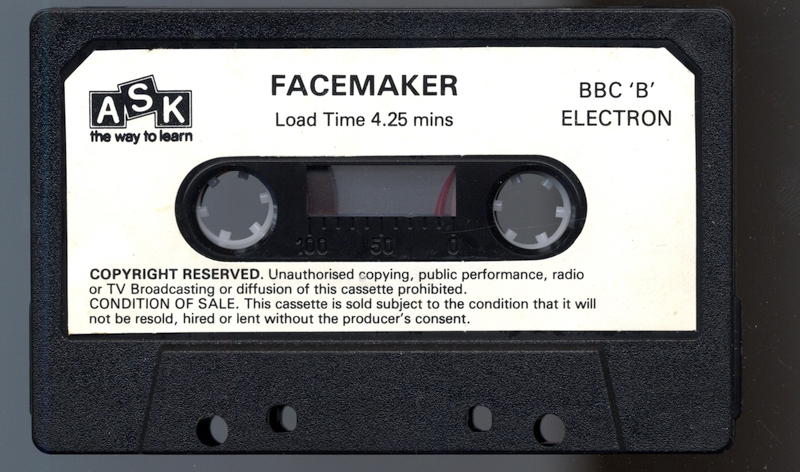 FACEMAKER
Load Time 4.25 mins
BBC 'B'
ELECTRON
ASK
the way to learn
100 50 0
COPYRIGHT RESERVED. Unauthorised copying, public performance, radio
or TV Broadcasting or diffusion of this cassette prohibited.
CONDITION OF SALE. This cassette is sold subject to the condition that it will
not be resold, hired or lent without the producer's consent.